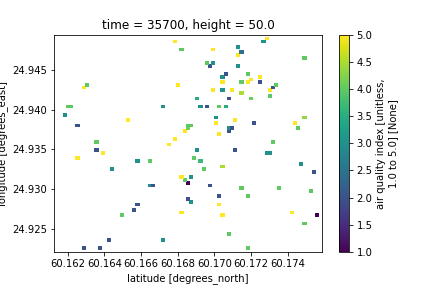 time = 35700, height = 50.0
24.945
24.940
24.935
24.930
24.925
longitude [degrees_east]
60.162 60.164 60.166 60.168 60.170 60.172 60.174
latitude [degrees_north]
5.0
4.5
4.0
3.5
3.0
2.5
2.0
1.5
1.0
air quality index [unitless,
1.0 to 5.0] [None]